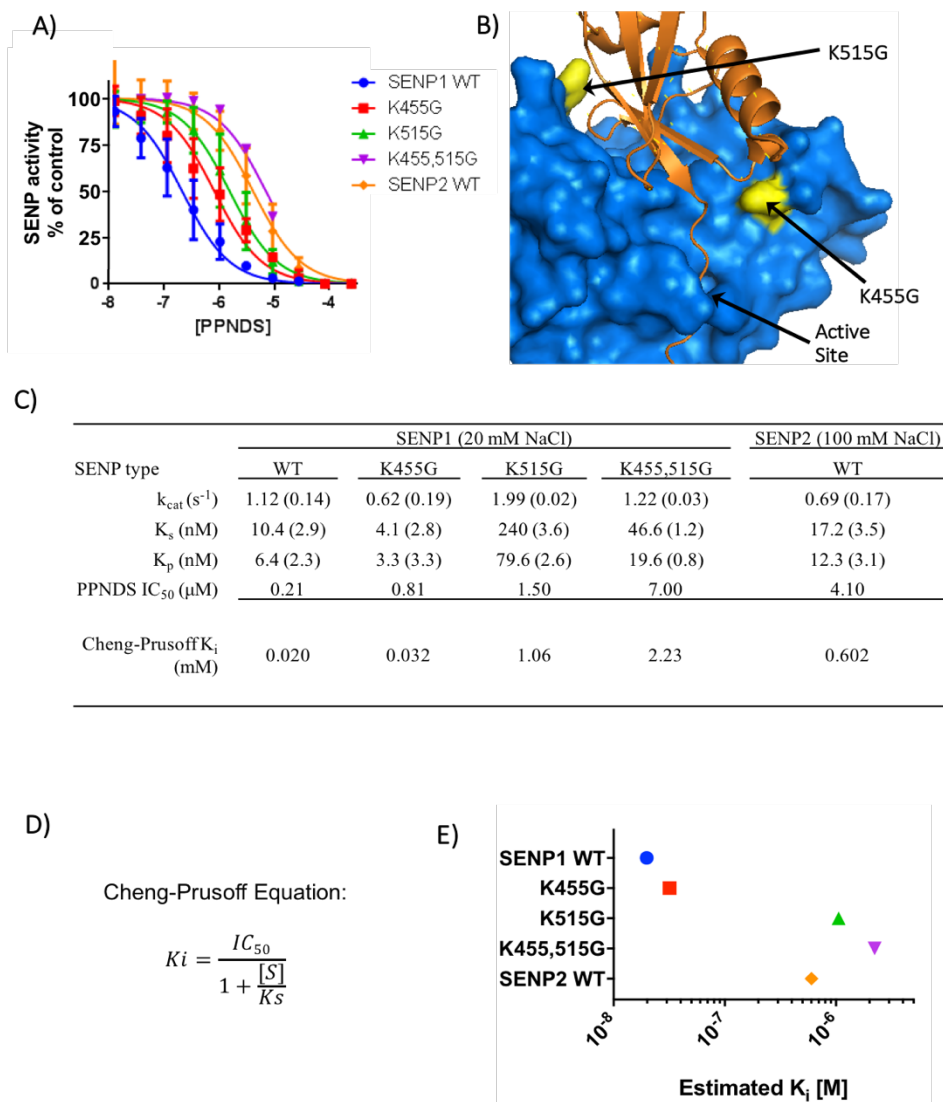 A)
SENP activity
% of control
100
75
50
25
0
-8 -7 -6 -5 -4
[PPNDS]
SENP1 WT
K455G
K515G
K455,515G
SENP2 WT
B)
K515G
K455G
Active
Site
C)
SENP1 (20 mM NaCl) SENP2 (100 mM NaCl)
SENP type WT K455G K515G K455,515G WT
kcat (s-1) 1.12 (0.14) 0.62 (0.19) 1.99 (0.02) 1.22 (0.03) 0.69 (0.17)
Ks (nM) 10.4 (2.9) 4.1 (2.8) 240 (3.6) 46.6 (1.2) 17.2 (3.5)
Kp (nM) 6.4 (2.3) 3.3 (3.3) 79.6 (2.6) 19.6 (0.8) 12.3 (3.1)
PPNDS IC50 (μM) 0.21 0.81 1.50 7.00 4.10
Cheng-Prusoff Ki
(mM) 0.020 0.032 1.06 2.23 0.602
D)
Cheng-Prusoff Equation:
Ki = IC50 / (1 + [S]/Ks)
E)
SENP1 WT
K455G
K515G
K455,515G
SENP2 WT
10-8 10-7 10-6
Estimated Ki [M]